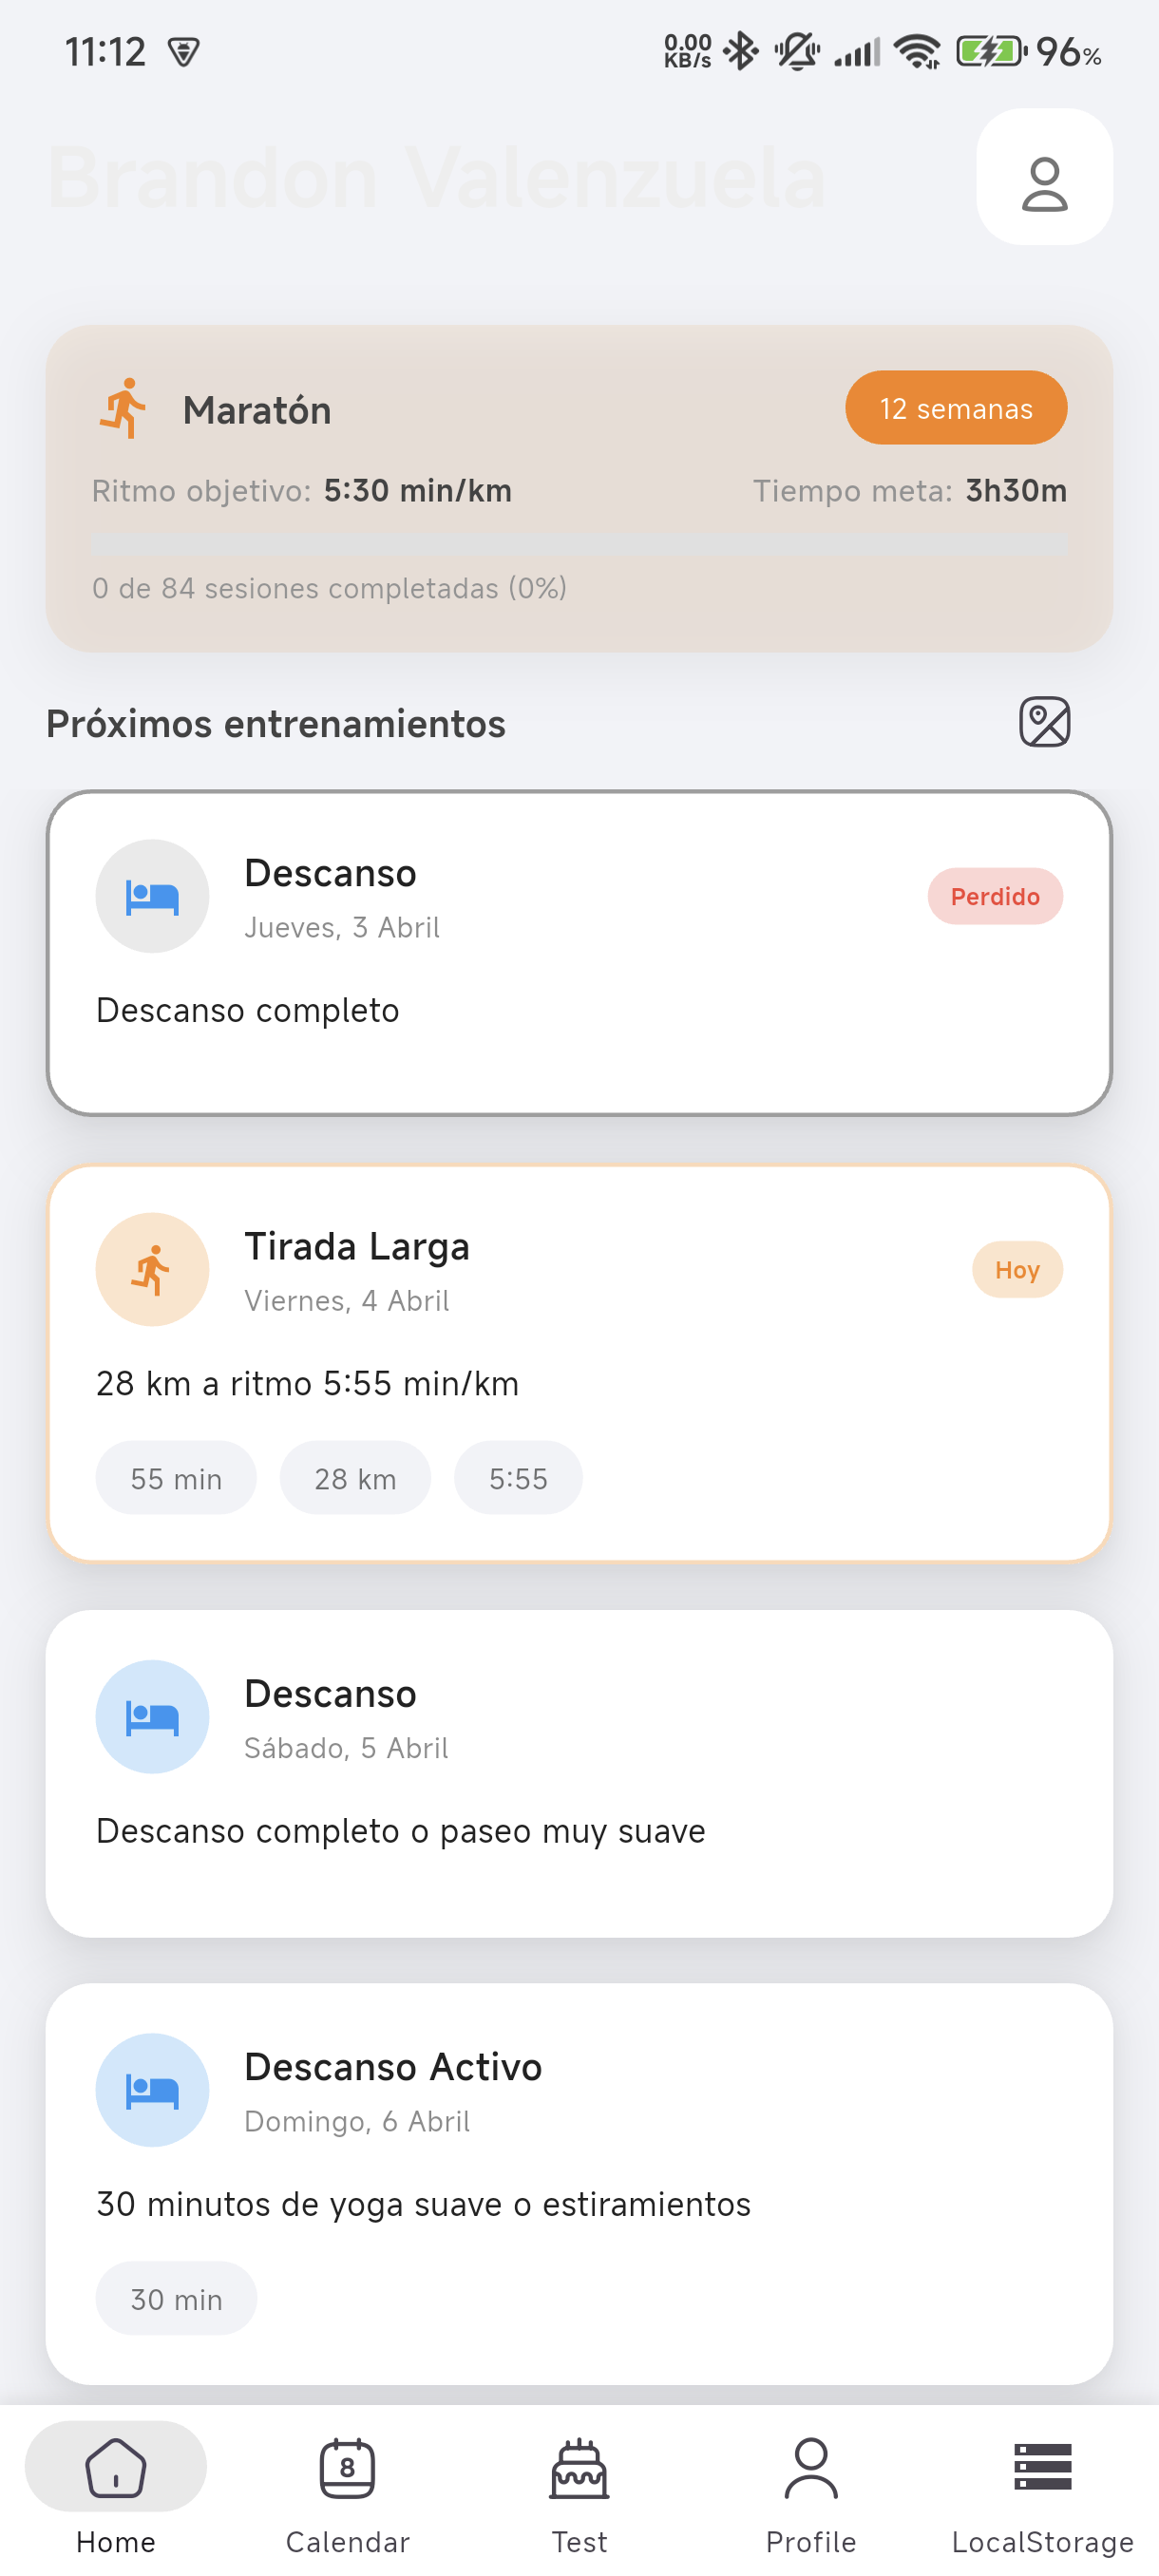 11:12
0.00
KB/s
96%
Brandon Valenzuela
Maratón
12 semanas
Ritmo objetivo: 5:30 min/km
Tiempo meta: 3h30m
0 de 84 sesiones completadas (0%)
Próximos entrenamientos
Descanso
Jueves, 3 Abril
Perdido
Descanso completo
Tirada Larga
Viernes, 4 Abril
Hoy
28 km a ritmo 5:55 min/km
55 min
28 km
5:55
Descanso
Sábado, 5 Abril
Descanso completo o paseo muy suave
Descanso Activo
Domingo, 6 Abril
30 minutos de yoga suave o estiramientos
30 min
8
Home
Calendar
Test
Profile
LocalStorage